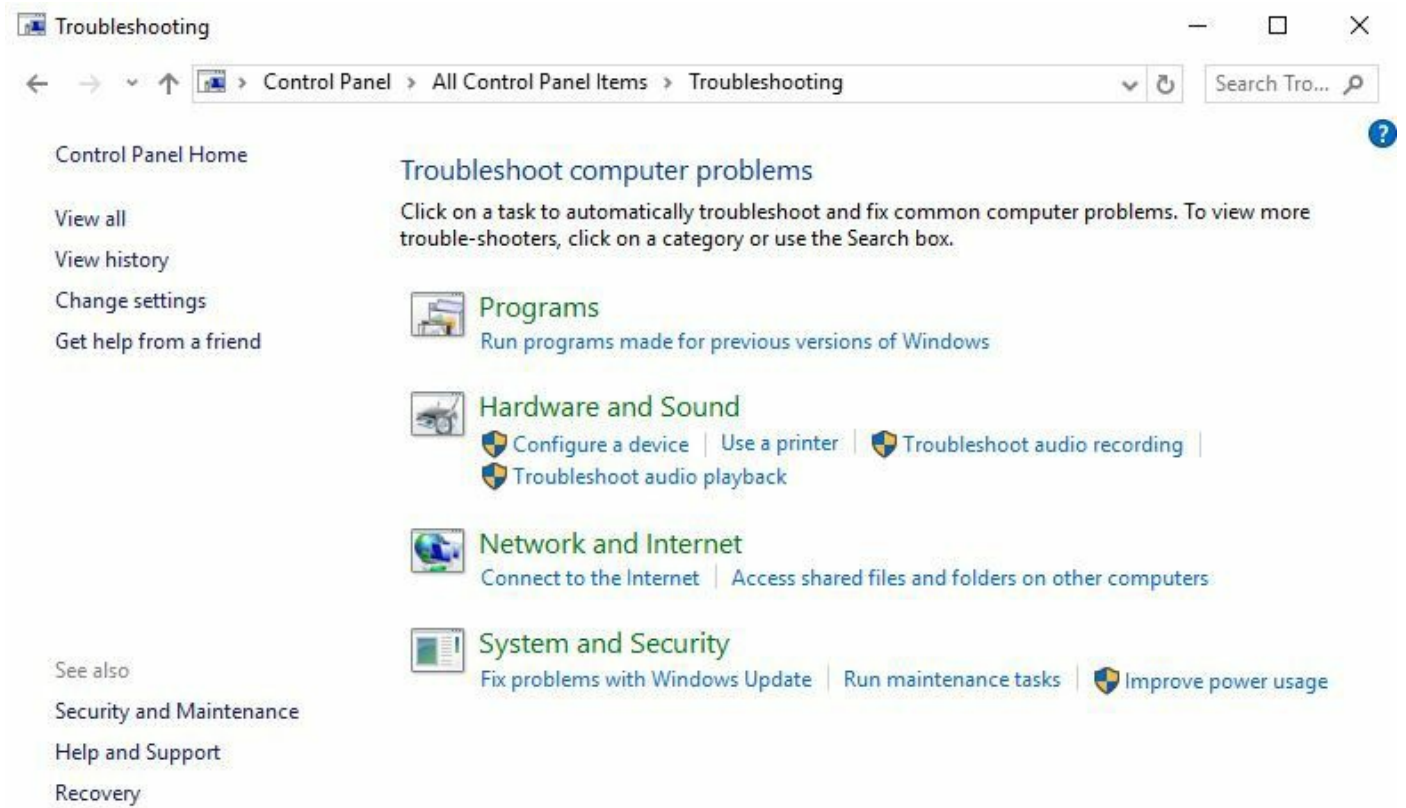 Troubleshooting
Control Panel > All Control Panel Items > Troubleshooting
Search Tro...
?
Control Panel Home
View all
View history
Change settings
Get help from a friend
Troubleshoot computer problems
Click on a task to automatically troubleshoot and fix common computer problems. To view more
trouble-shooters, click on a category or use the Search box.
Programs
Run programs made for previous versions of Windows
Hardware and Sound
Configure a device | Use a printer | Troubleshoot audio recording |
Troubleshoot audio playback
Network and Internet
Connect to the Internet | Access shared files and folders on other computers
System and Security
Fix problems with Windows Update | Run maintenance tasks | Improve power usage
See also
Security and Maintenance
Help and Support
Recovery